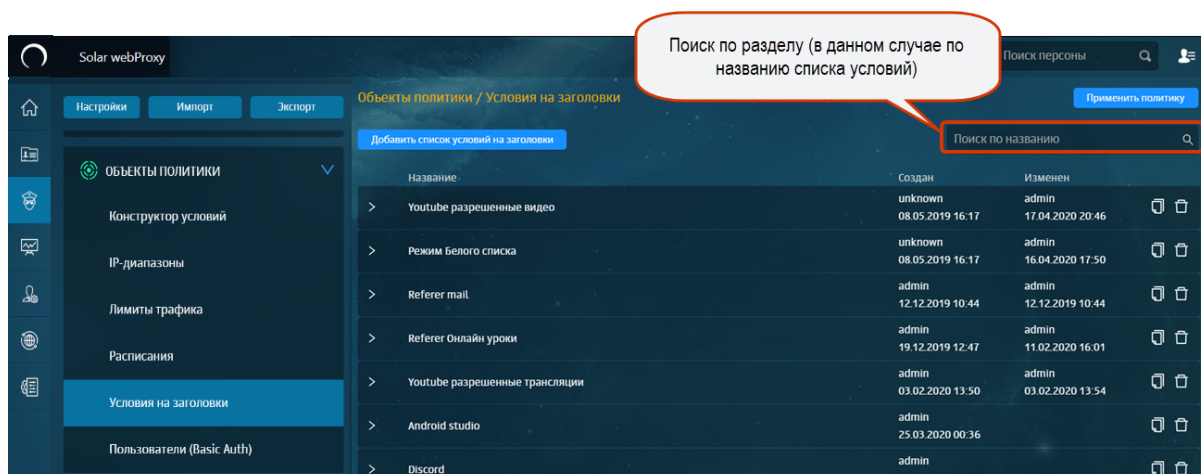 Поиск по разделу (в данном случае по
названию списка условий)
Solar webProxy
Поиск персоны
Настройки
Импорт
Экспорт
Объекты политики / Условия на заголовки
Применить политику
Добавить список условий на заголовки
Поиск по названию
ОБЪЕКТЫ ПОЛИТИКИ
Конструктор условий
IP-диапазоны
Лимиты трафика
Расписания
Условия на заголовки
Пользователи (Basic Auth)
Название
Создан
Изменен
Youtube разрешенные видео
unknown
08.05.2019 16:17
admin
17.04.2020 20:46
Режим Белого списка
unknown
08.05.2019 16:17
admin
16.04.2020 17:50
Referer mail
admin
12.12.2019 10:44
admin
12.12.2019 10:44
Referer Онлайн уроки
admin
19.12.2019 12:47
admin
11.02.2020 16:01
Youtube разрешенные трансляции
admin
03.02.2020 13:50
admin
03.02.2020 13:54
Android studio
admin
25.03.2020 00:36
Discord
admin